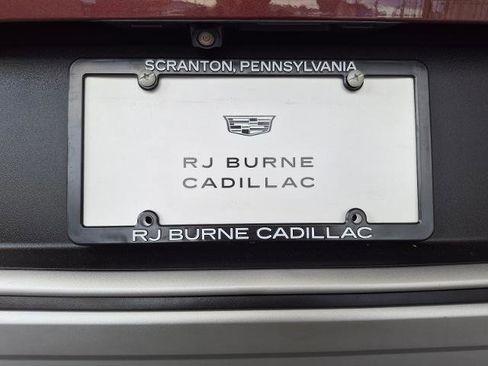 SCRANTON, PENNSYLVANIA
RJ BURNE
CADILLAC
RJ BURNE CADILLAC